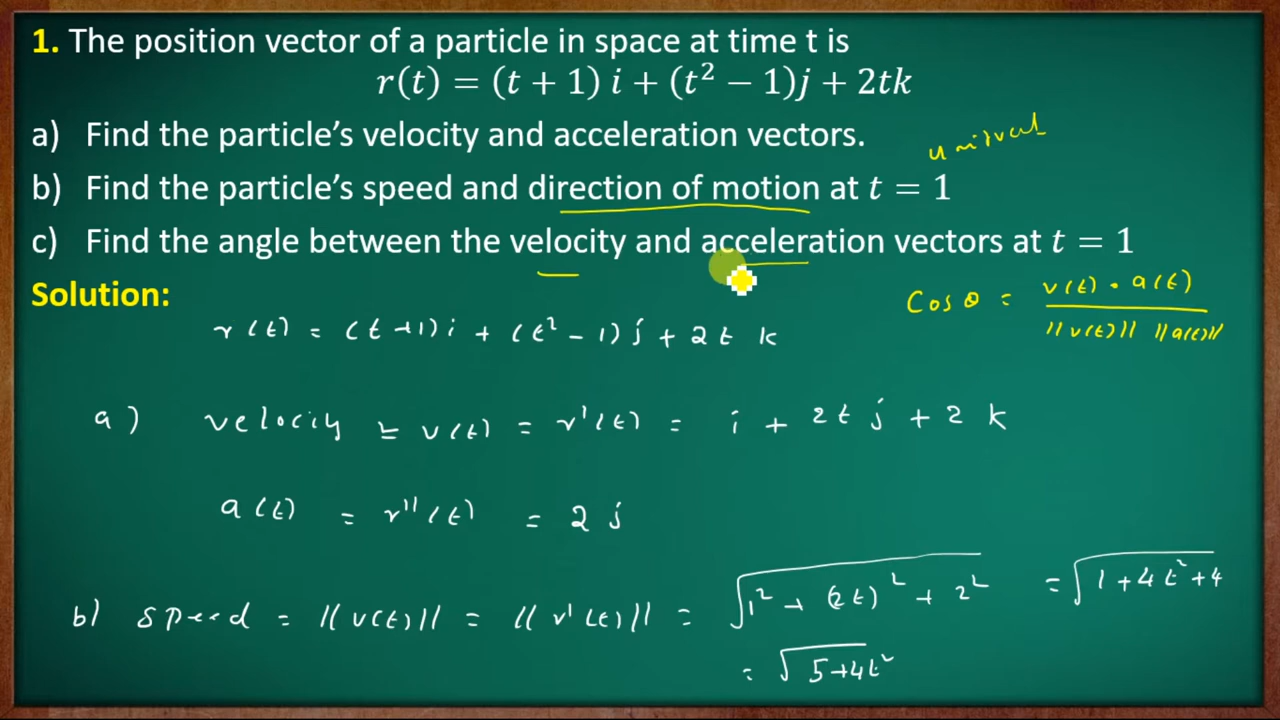 1. The position vector of a particle in space at time t is
r(t) = (t + 1) i + (t² − 1)j + 2tk
a) Find the particle's velocity and acceleration vectors.
b) Find the particle's speed and direction of motion at t = 1
c) Find the angle between the velocity and acceleration vectors at t = 1
Solution:
Cos θ = v(t) . a(t) / ||v(t)|| ||a(t)||
r(t) = (t+1)i + (t² − 1)j + 2t k
a) velociy = v(t) = r'(t) = i + 2t j + 2 k
a(t) = r''(t) = 2 j
b) speed = ||v(t)|| = ||r'(t)|| = √1² + (2t)² + 2² = √1+4t²+4
= √5+4t²